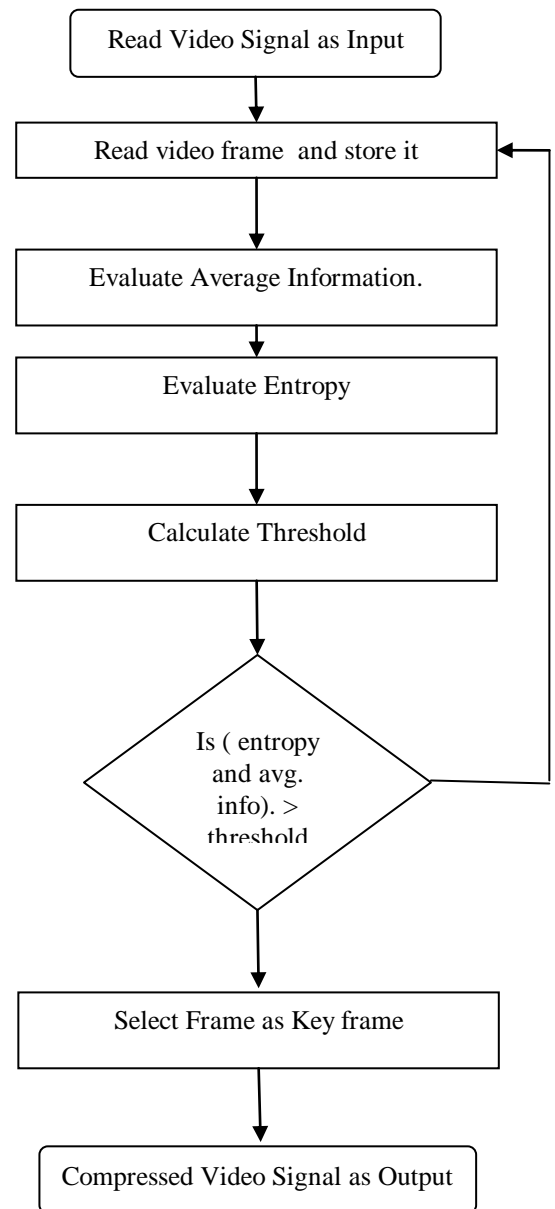 Read Video Signal as Input
Read video frame and store it
Evaluate Average Information.
Evaluate Entropy
Calculate Threshold
Is ( entropy
and avg.
info). >
threshold
Select Frame as Key frame
Compressed Video Signal as Output